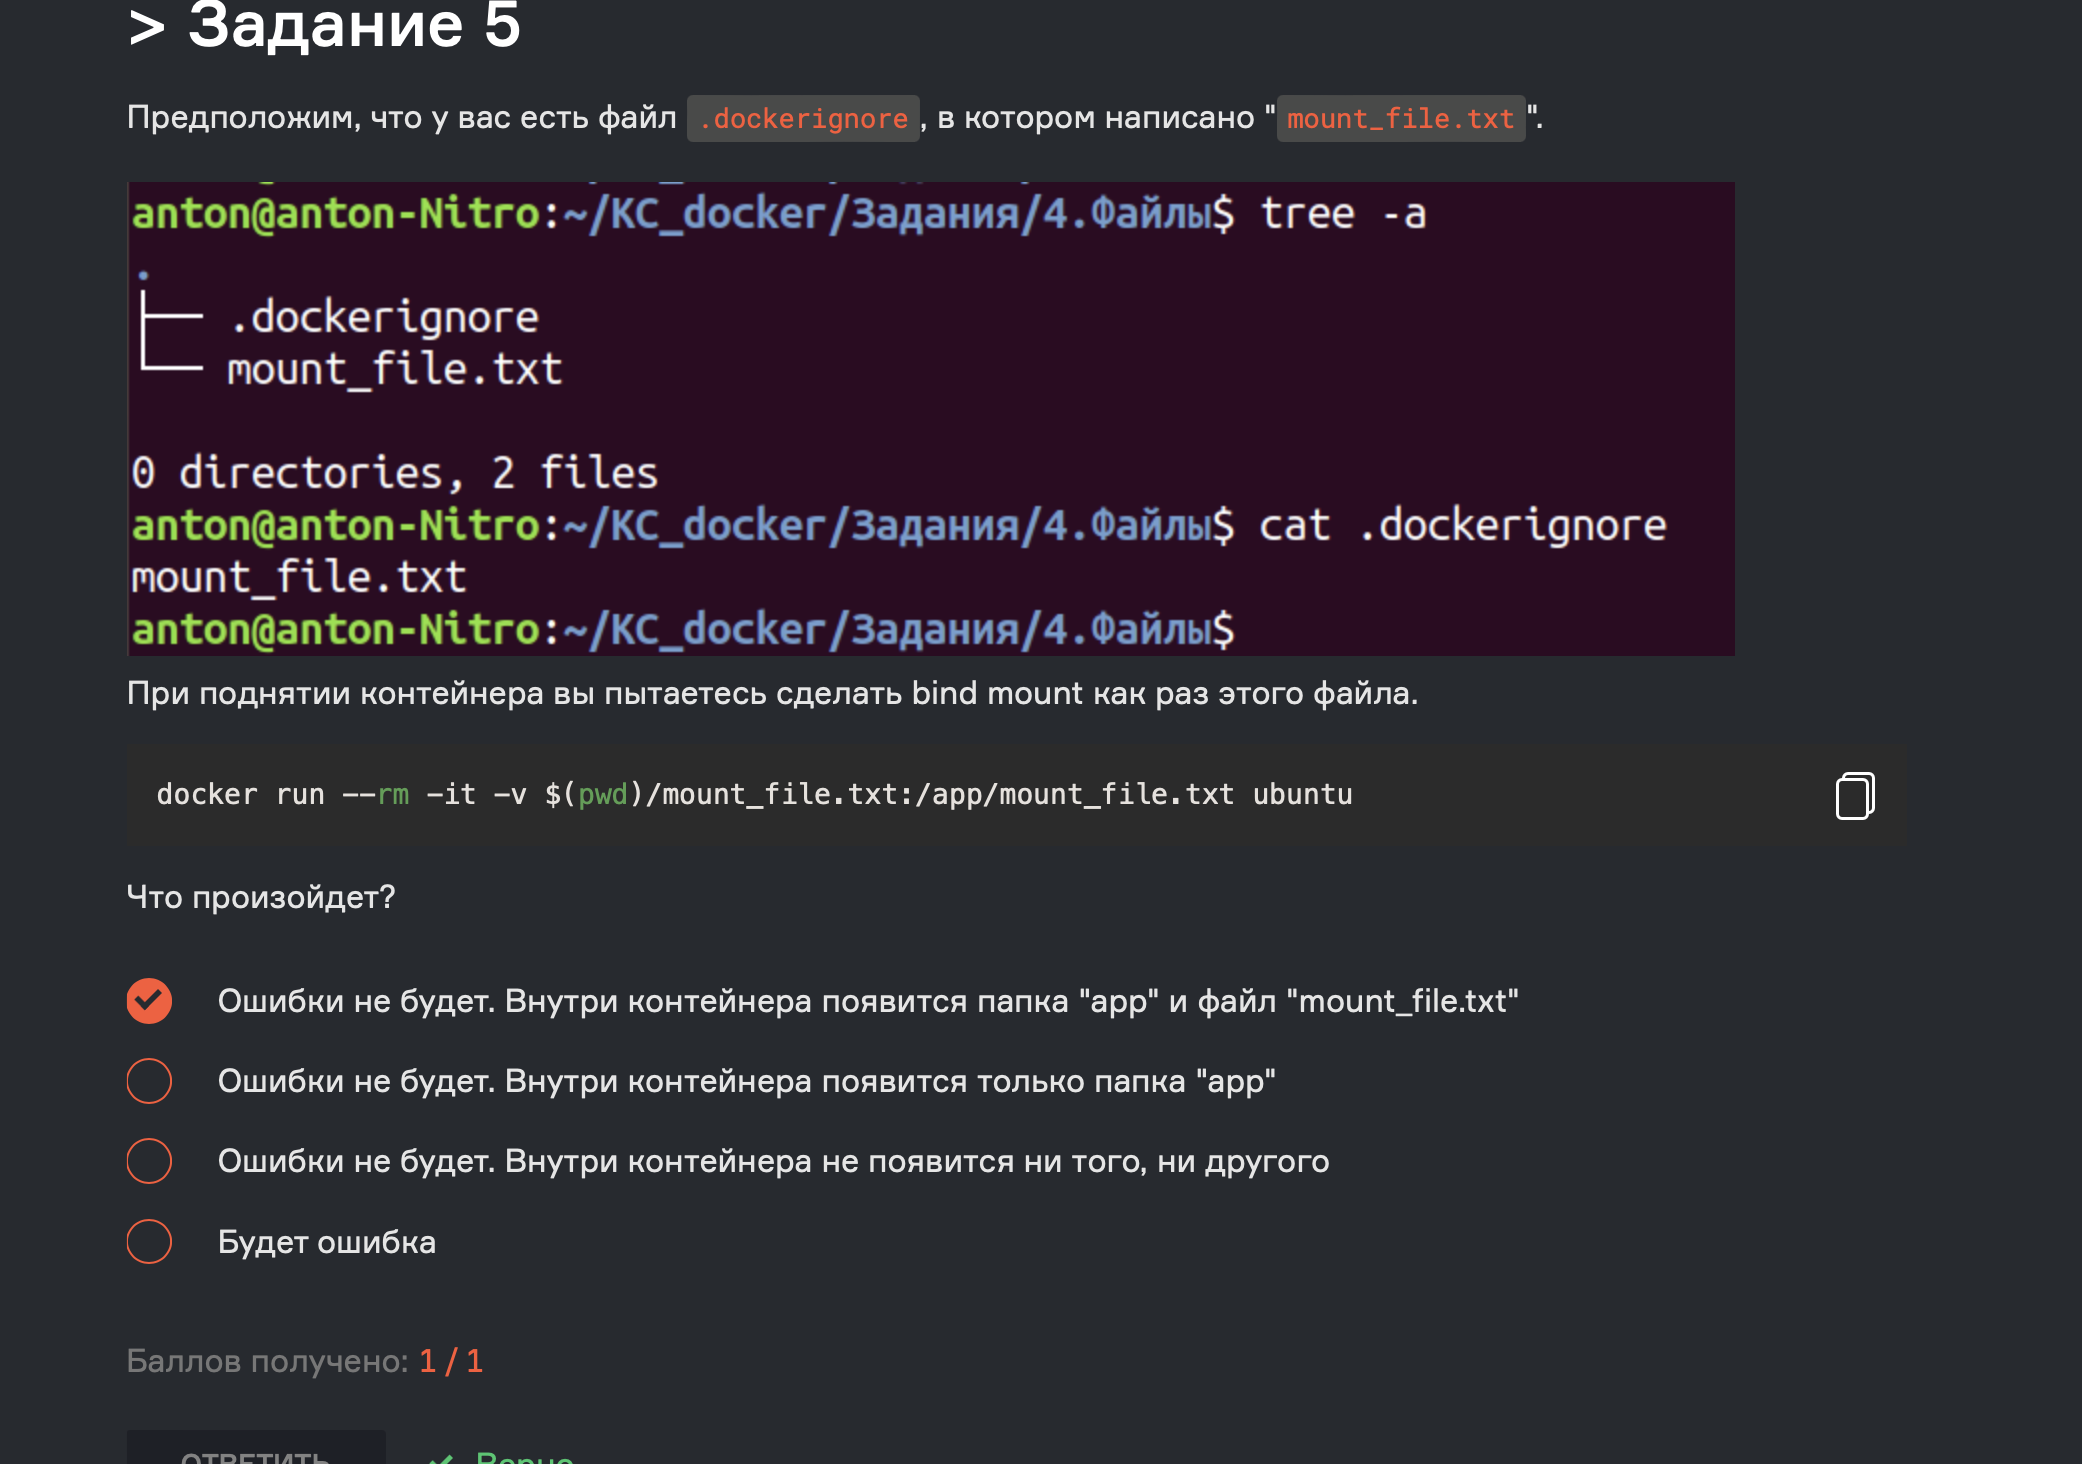 > Задание 5
Предположим, что у вас есть файл .dockerignore, в котором написано "mount_file.txt".
anton@anton-Nitro:~/KC_docker/Задания/4.Файлы$ tree -a
.
├── .dockerignore
└── mount_file.txt
0 directories, 2 files
anton@anton-Nitro:~/KC_docker/Задания/4.Файлы$ cat .dockerignore
mount_file.txt
anton@anton-Nitro:~/KC_docker/Задания/4.Файлы$
При поднятии контейнера вы пытаетесь сделать bind mount как раз этого файла.
docker run --rm -it -v $(pwd)/mount_file.txt:/app/mount_file.txt ubuntu
Что произойдет?
Ошибки не будет. Внутри контейнера появится папка "app" и файл "mount_file.txt"
Ошибки не будет. Внутри контейнера появится только папка "app"
Ошибки не будет. Внутри контейнера не появится ни того, ни другого
Будет ошибка
Баллов получено: 1 / 1
ОТВЕТИТЬ
Верно